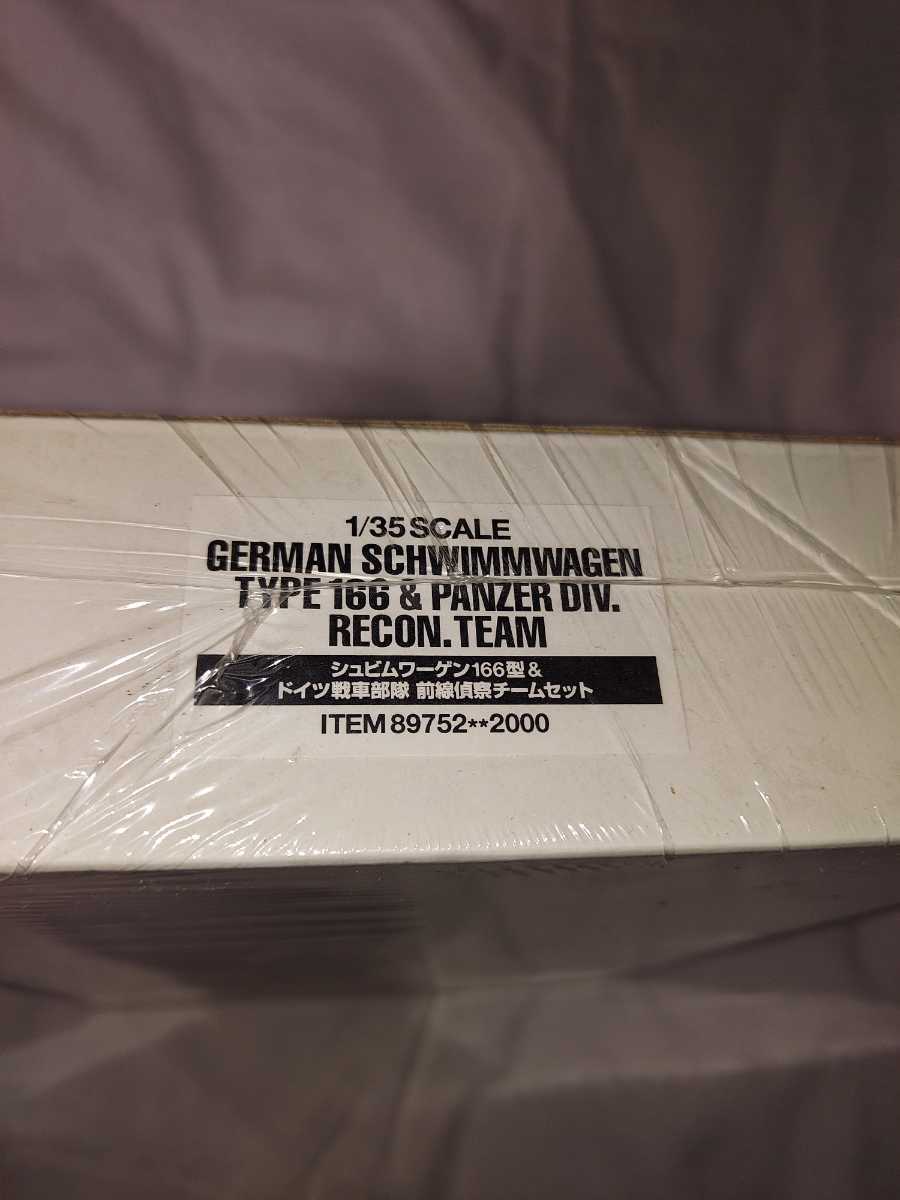 1/35 SCALE
GERMAN SCHWIMMWAGEN
TYPE 166 & PANZER DIV.
RECON. TEAM
シュビムワーゲン166型&
ドイツ戦車部隊 前線偵察チームセット
ITEM 89752**2000